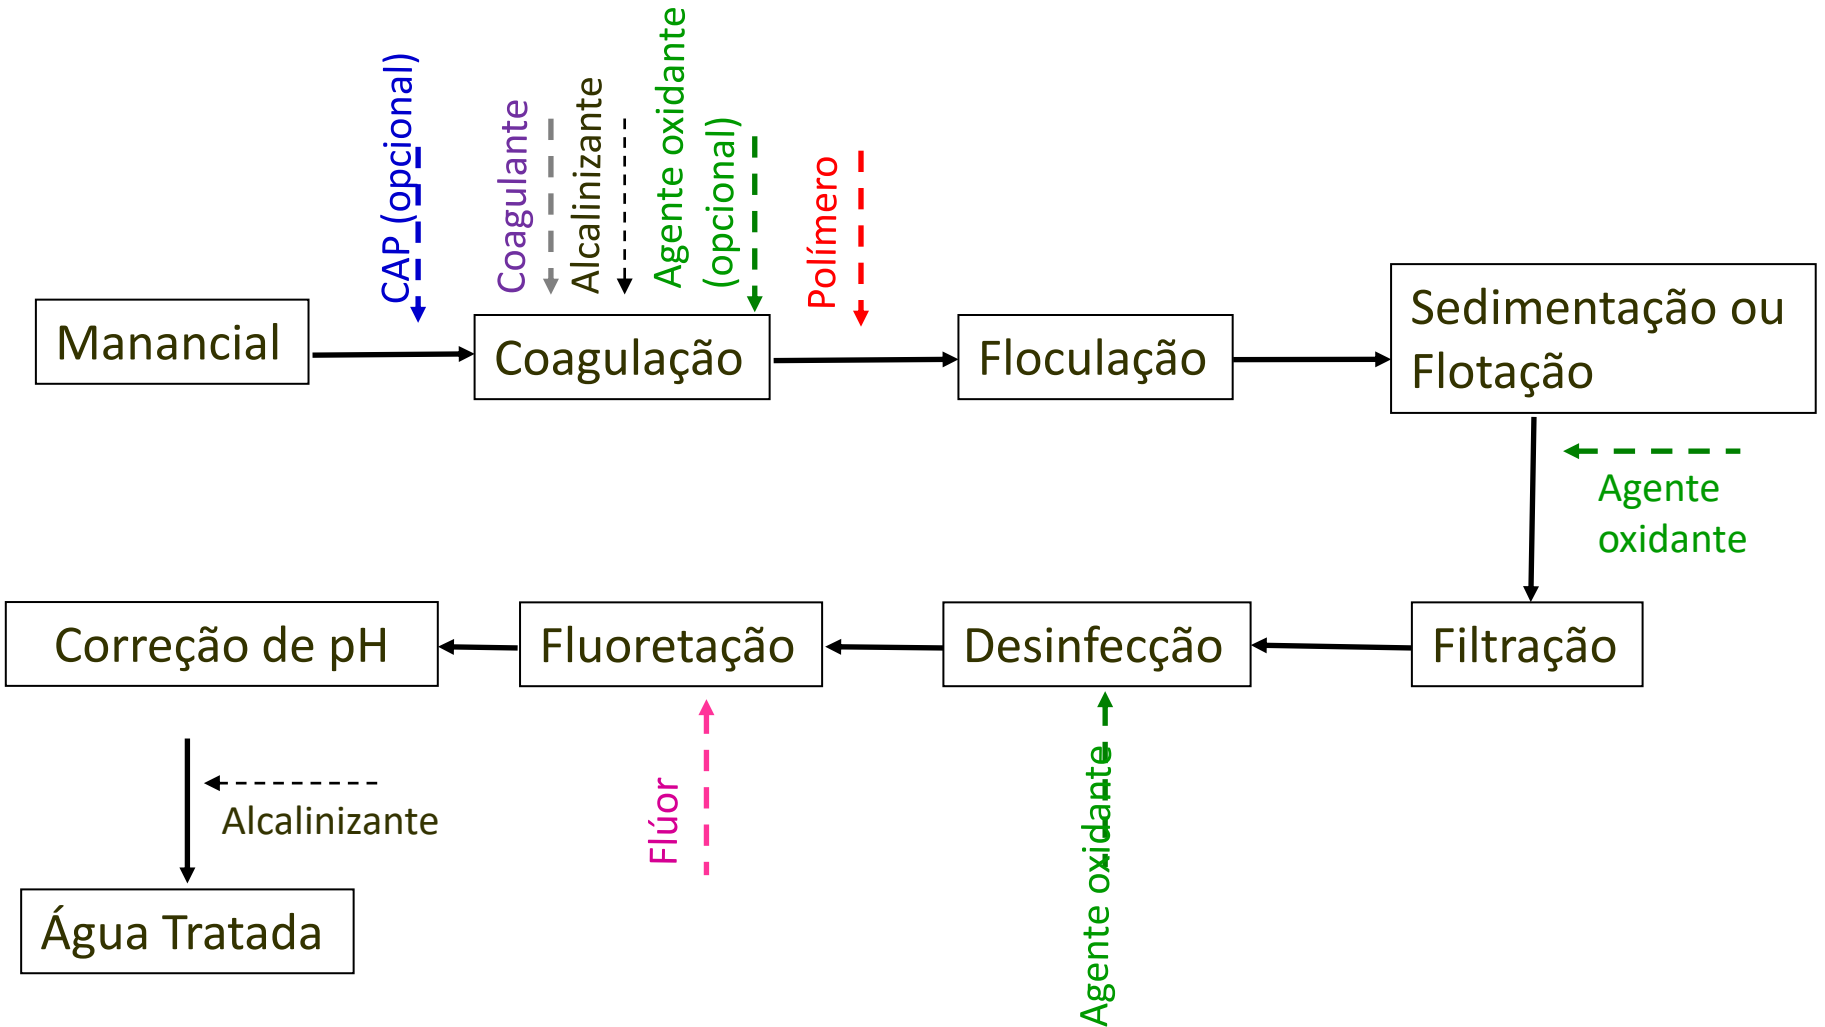 CAP (opcional)
Coagulante
Alcalinizante
Agente oxidante
(opcional)
Polímero
Manancial
Coagulação
Floculação
Sedimentação ou
Flotação
Agente
oxidante
Correção de pH
Fluoretação
Desinfecção
Filtração
Alcalinizante
Flúor
Agente oxidante
Água Tratada